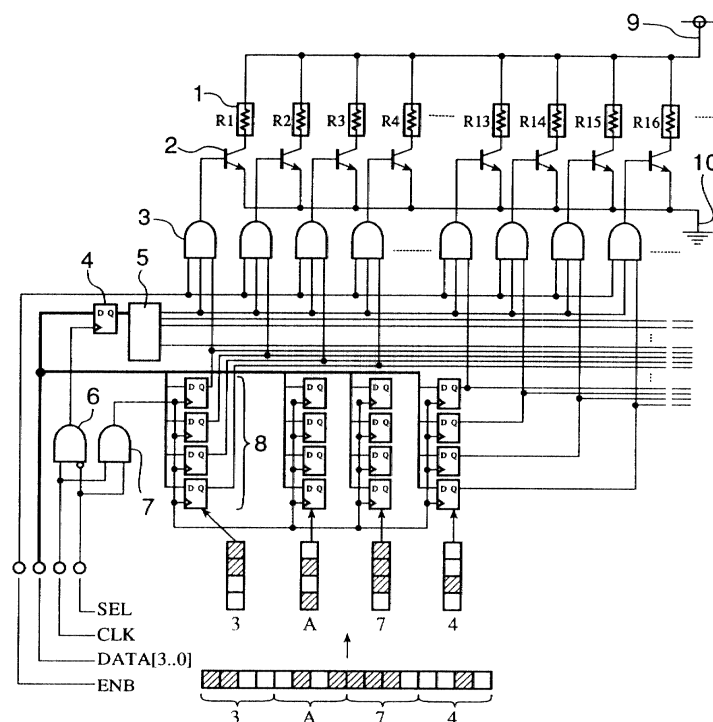 9
1
R1 R2 R3 R4 R13 R14 R15 R16
2
10
3
4 5
D Q
6
D Q D Q D Q D Q
D Q D Q D Q D Q
8
D Q D Q D Q D Q
7
D Q D Q D Q D Q
3 A 7 4
SEL
CLK
DATA[3..0]
ENB
3 A 7 4